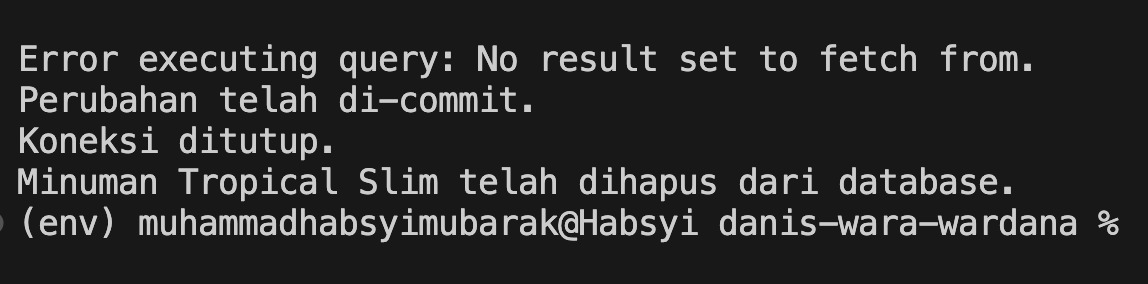 Error executing query: No result set to fetch from.
Perubahan telah di-commit.
Koneksi ditutup.
Minuman Tropical Slim telah dihapus dari database.
(env) muhammadhabsyimubarak@Habsyi danis-wara-wardana %